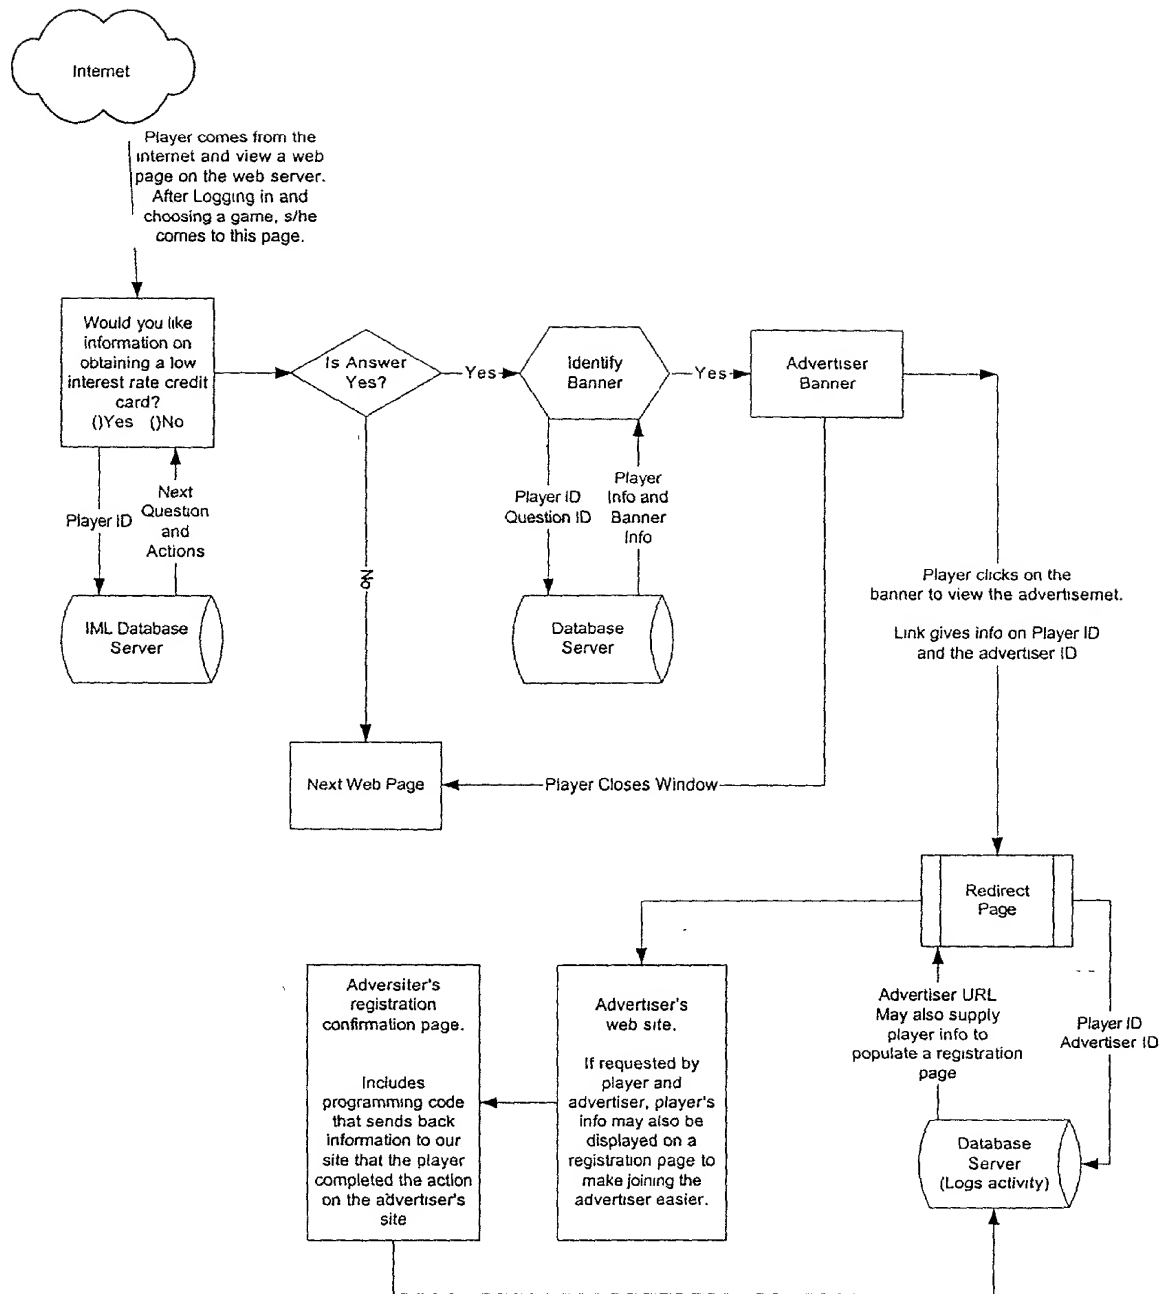 Internet
Player comes from the
internet and view a web
page on the web server.
After Logging in and
choosing a game, s/he
comes to this page.
Would you like
information on
obtaining a low
interest rate credit
card?
()Yes ()No
Is Answer
Yes?
Yes
Identify
Banner
Yes
Advertiser
Banner
Player ID
Next
Question
and
Actions
Player ID
Question ID
Player
Info and
Banner
Info
No
IML Database
Server
Database
Server
Player clicks on the
banner to view the advertisemet.
Link gives info on Player ID
and the advertiser ID
Next Web Page
Player Closes Window
Redirect
Page
Adversiter's
registration
confirmation page.
Includes
programming code
that sends back
information to our
site that the player
completed the action
on the advertiser's
site
Advertiser's
web site.
If requested by
player and
advertiser, player's
info may also be
displayed on a
registration page to
make joining the
advertiser easier.
Advertiser URL
May also supply
player info to
populate a registration
page
Player ID
Advertiser ID
Database
Server
(Logs activity)